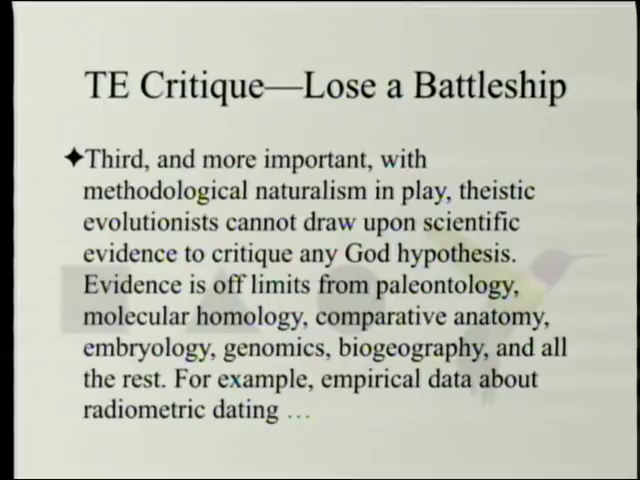 TE Critique—Lose a Battleship
✦Third, and more important, with
methodological naturalism in play, theistic
evolutionists cannot draw upon scientific
evidence to critique any God hypothesis.
Evidence is off limits from paleontology,
molecular homology, comparative anatomy,
embryology, genomics, biogeography, and all
the rest. For example, empirical data about
radiometric dating …